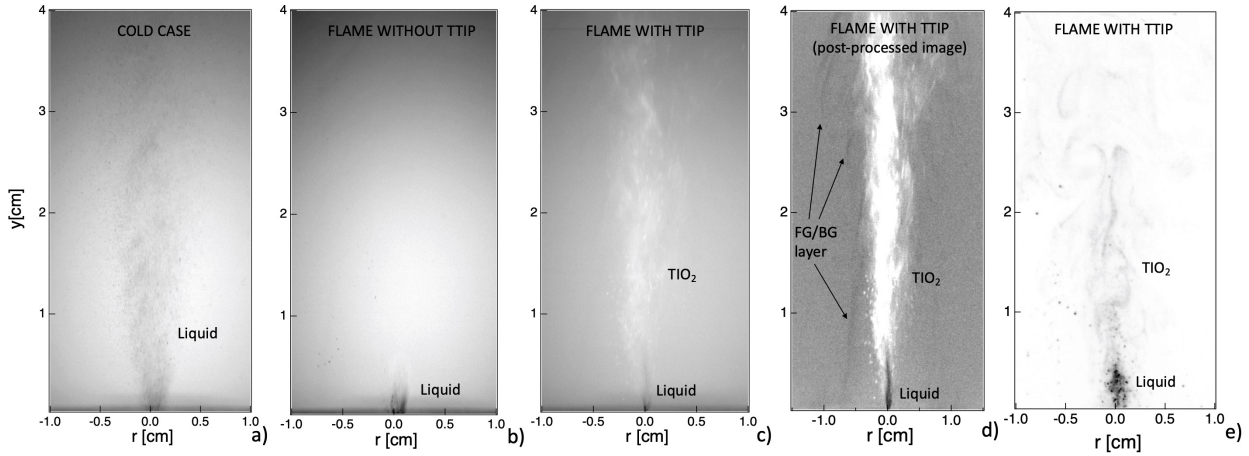 COLD CASE
4
3
2
1
y[cm]
Liquid
-1.0 -0.5 0.0 0.5 1.0
r [cm]
a)
FLAME WITHOUT TTIP
4
3
2
1
Liquid
-1.0 -0.5 0.0 0.5 1.0
r [cm]
b)
FLAME WITH TTIP
4
3
2
1
TIO₂
Liquid
-1.0 -0.5 0.0 0.5 1.0
r [cm]
c)
FLAME WITH TTIP
(post-processed image)
4
3
2
1
FG/BG
layer
TIO₂
Liquid
-1.0 0.0 1.0
r [cm]
d)
FLAME WITH TTIP
4
3
2
1
TIO₂
Liquid
-1.0 -0.5 0.0 0.5 1.0
r [cm]
e)